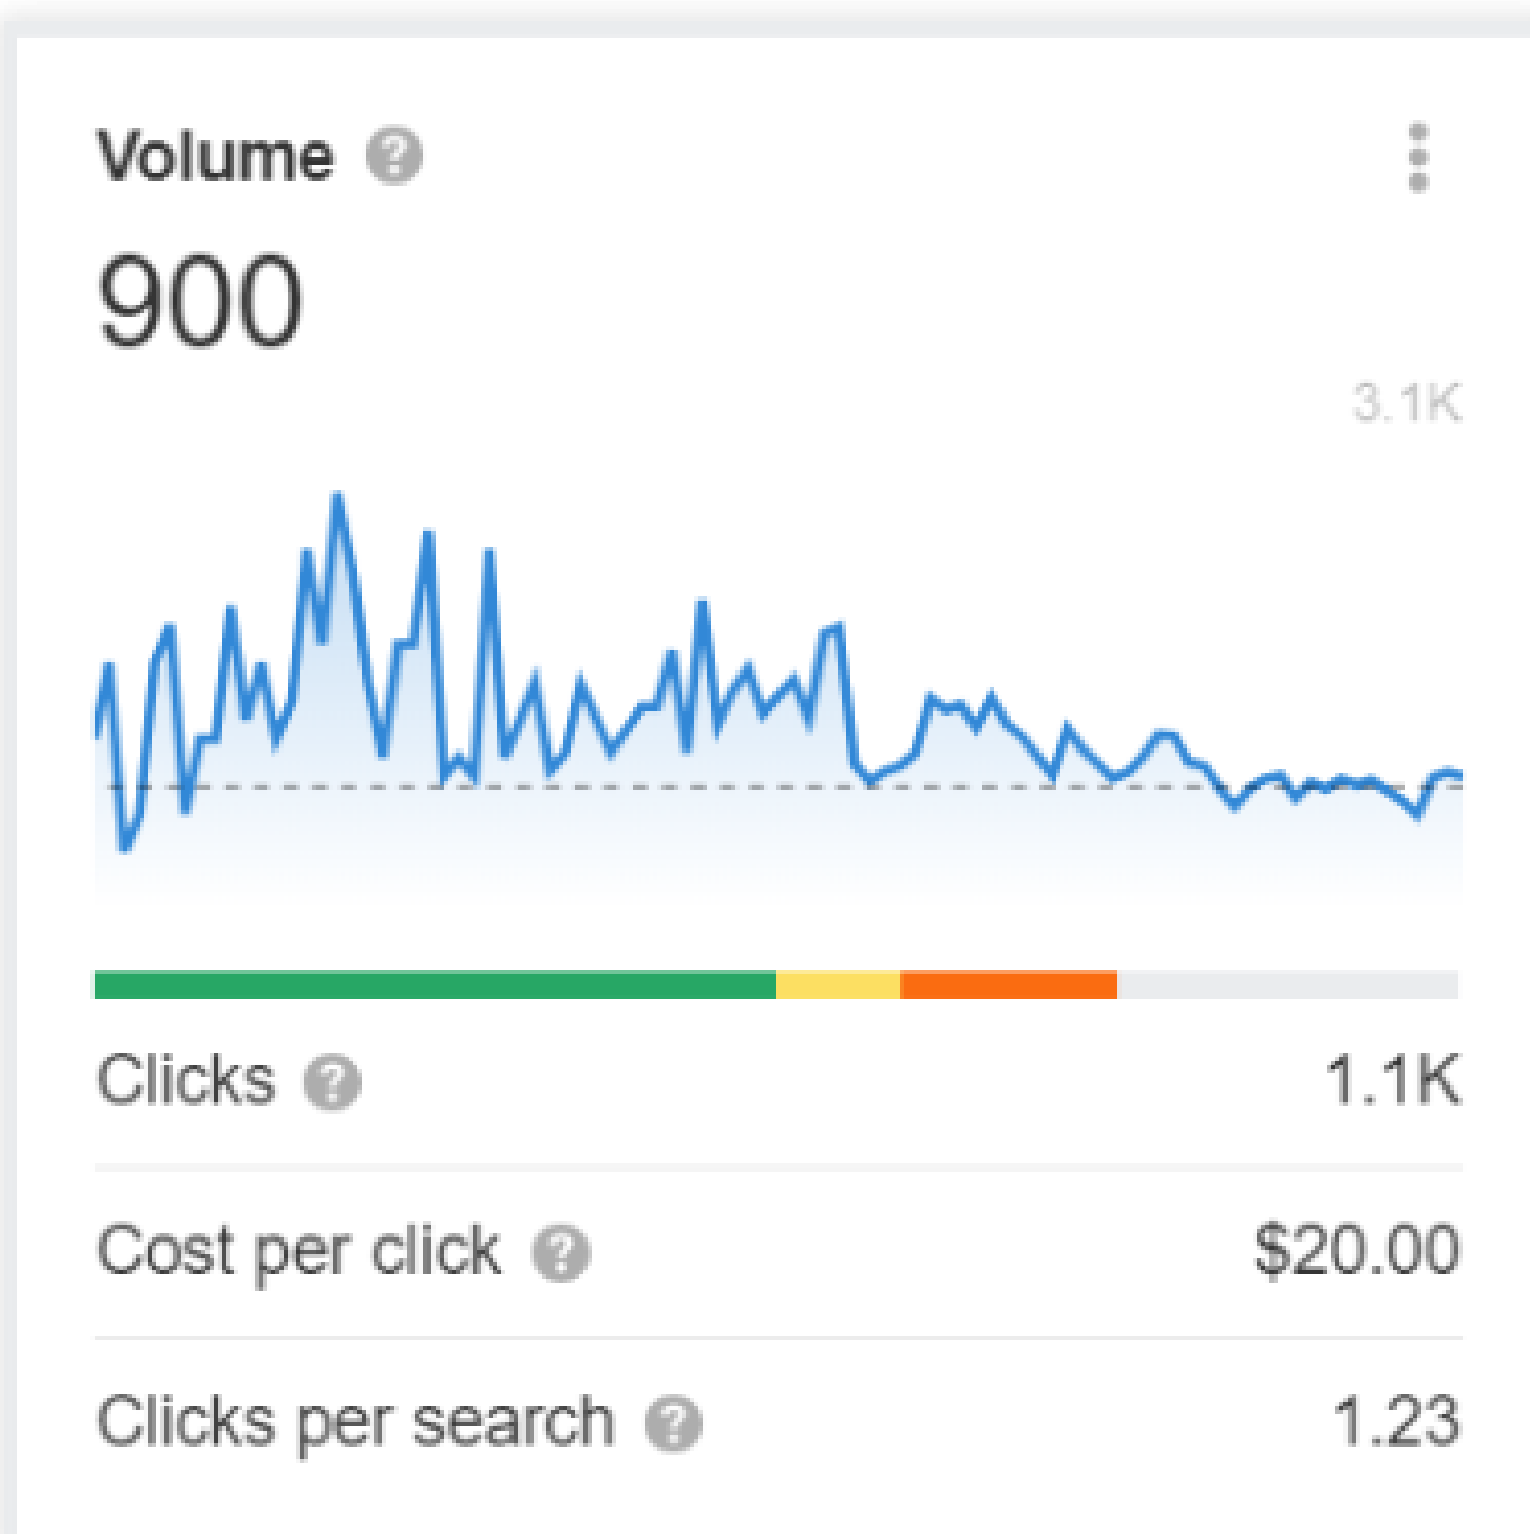 Volume ?
900
3.1K
Clicks ? 1.1K
Cost per click ? $20.00
Clicks per search ? 1.23